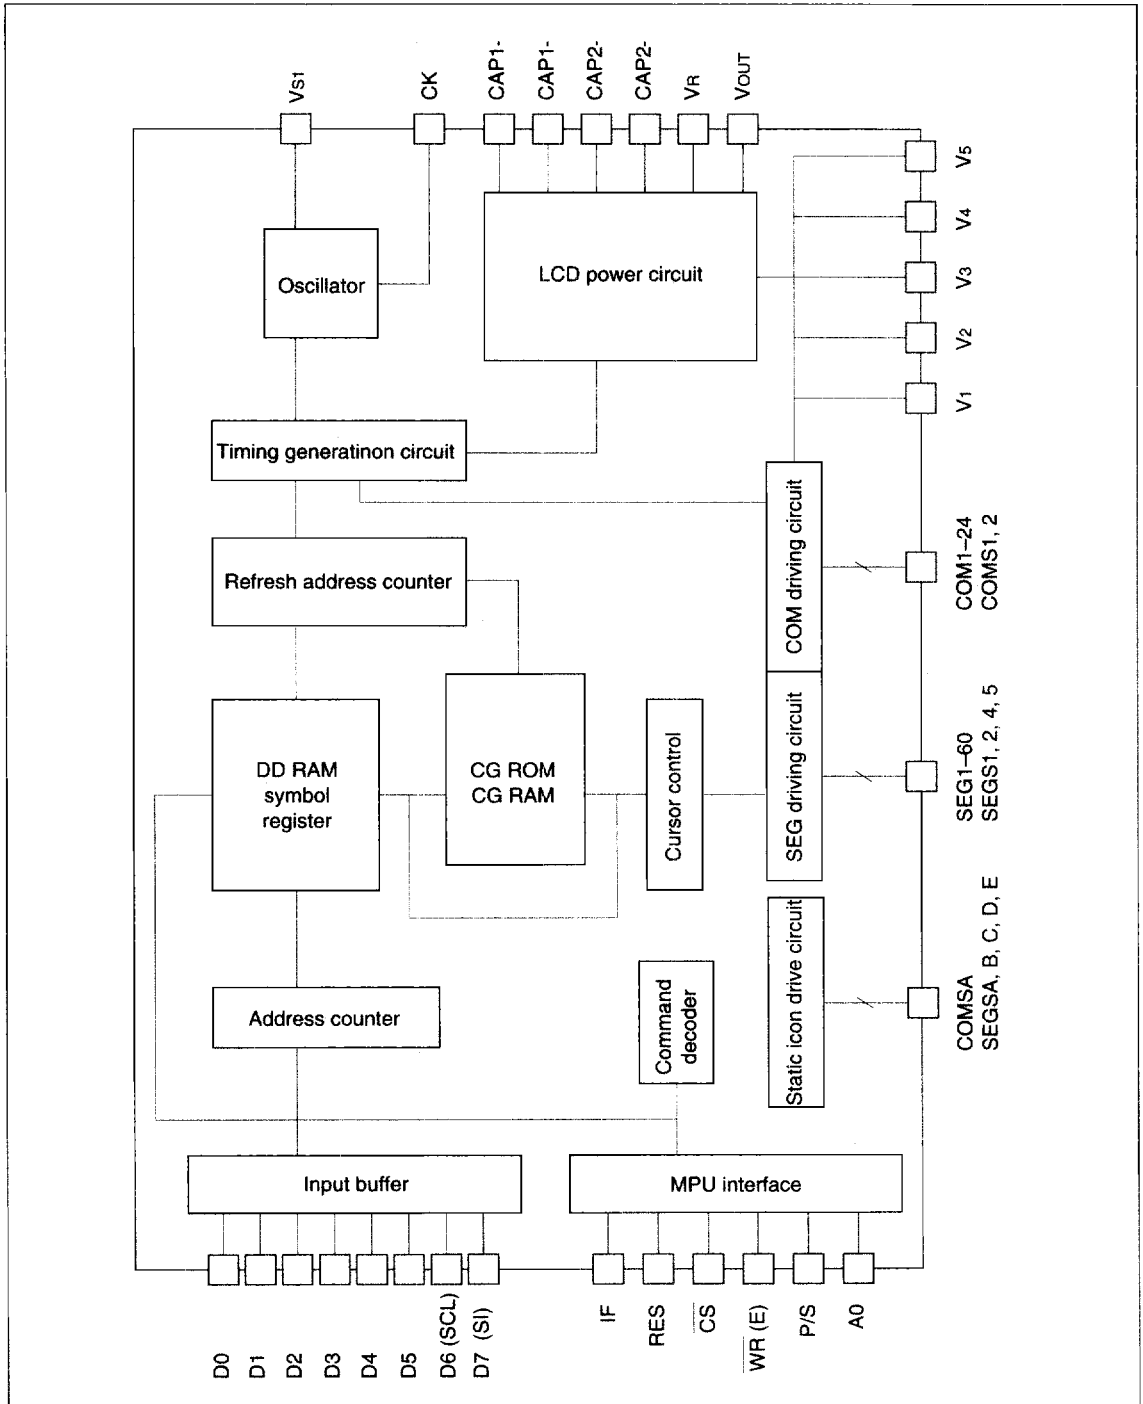 VS1
CK
CAP1-
CAP1-
CAP2-
CAP2-
VR
VOUT
V5
V4
V3
V2
V1
Oscillator
LCD power circuit
Timing generatinon circuit
Refresh address counter
COM driving circuit
COM1–24
COMS1, 2
DD RAM
symbol
register
CG ROM
CG RAM
Cursor control
SEG driving circuit
SEG1–60
SEGS1, 2, 4, 5
Address counter
Command
decoder
Static icon drive circuit
COMSA
SEGSA, B, C, D, E
Input buffer
MPU interface
D0
D1
D2
D3
D4
D5
D6 (SCL)
D7 (SI)
IF
RES
C̅S̅
W̅R̅ (E)
P/S
A0